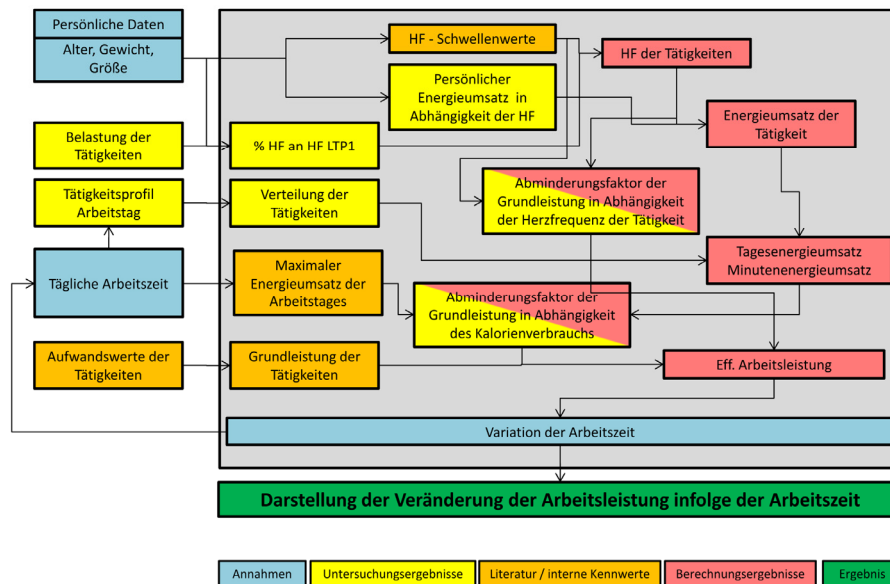 Persönliche Daten
Alter, Gewicht,
Größe
HF - Schwellenwerte
HF der Tätigkeiten
Persönlicher
Energieumsatz in
Abhängigkeit der HF
Energieumsatz der
Tätigkeit
Belastung der
Tätigkeiten
% HF an HF LTP1
Tätigkeitsprofil
Arbeitstag
Verteilung der
Tätigkeiten
Abminderungsfaktor der
Grundleistung in Abhängigkeit
der Herzfrequenz der Tätigkeit
Tagesenergieumsatz
Minutenenergieumsatz
Tägliche Arbeitszeit
Maximaler
Energieumsatz der
Arbeitstages
Abminderungsfaktor der
Grundleistung in Abhängigkeit
des Kalorienverbrauchs
Aufwandswerte der
Tätigkeiten
Grundleistung der
Tätigkeiten
Eff. Arbeitsleistung
Variation der Arbeitszeit
Darstellung der Veränderung der Arbeitsleistung infolge der Arbeitszeit
Annahmen
Untersuchungsergebnisse
Literatur / interne Kennwerte
Berechnungsergebnisse
Ergebnis